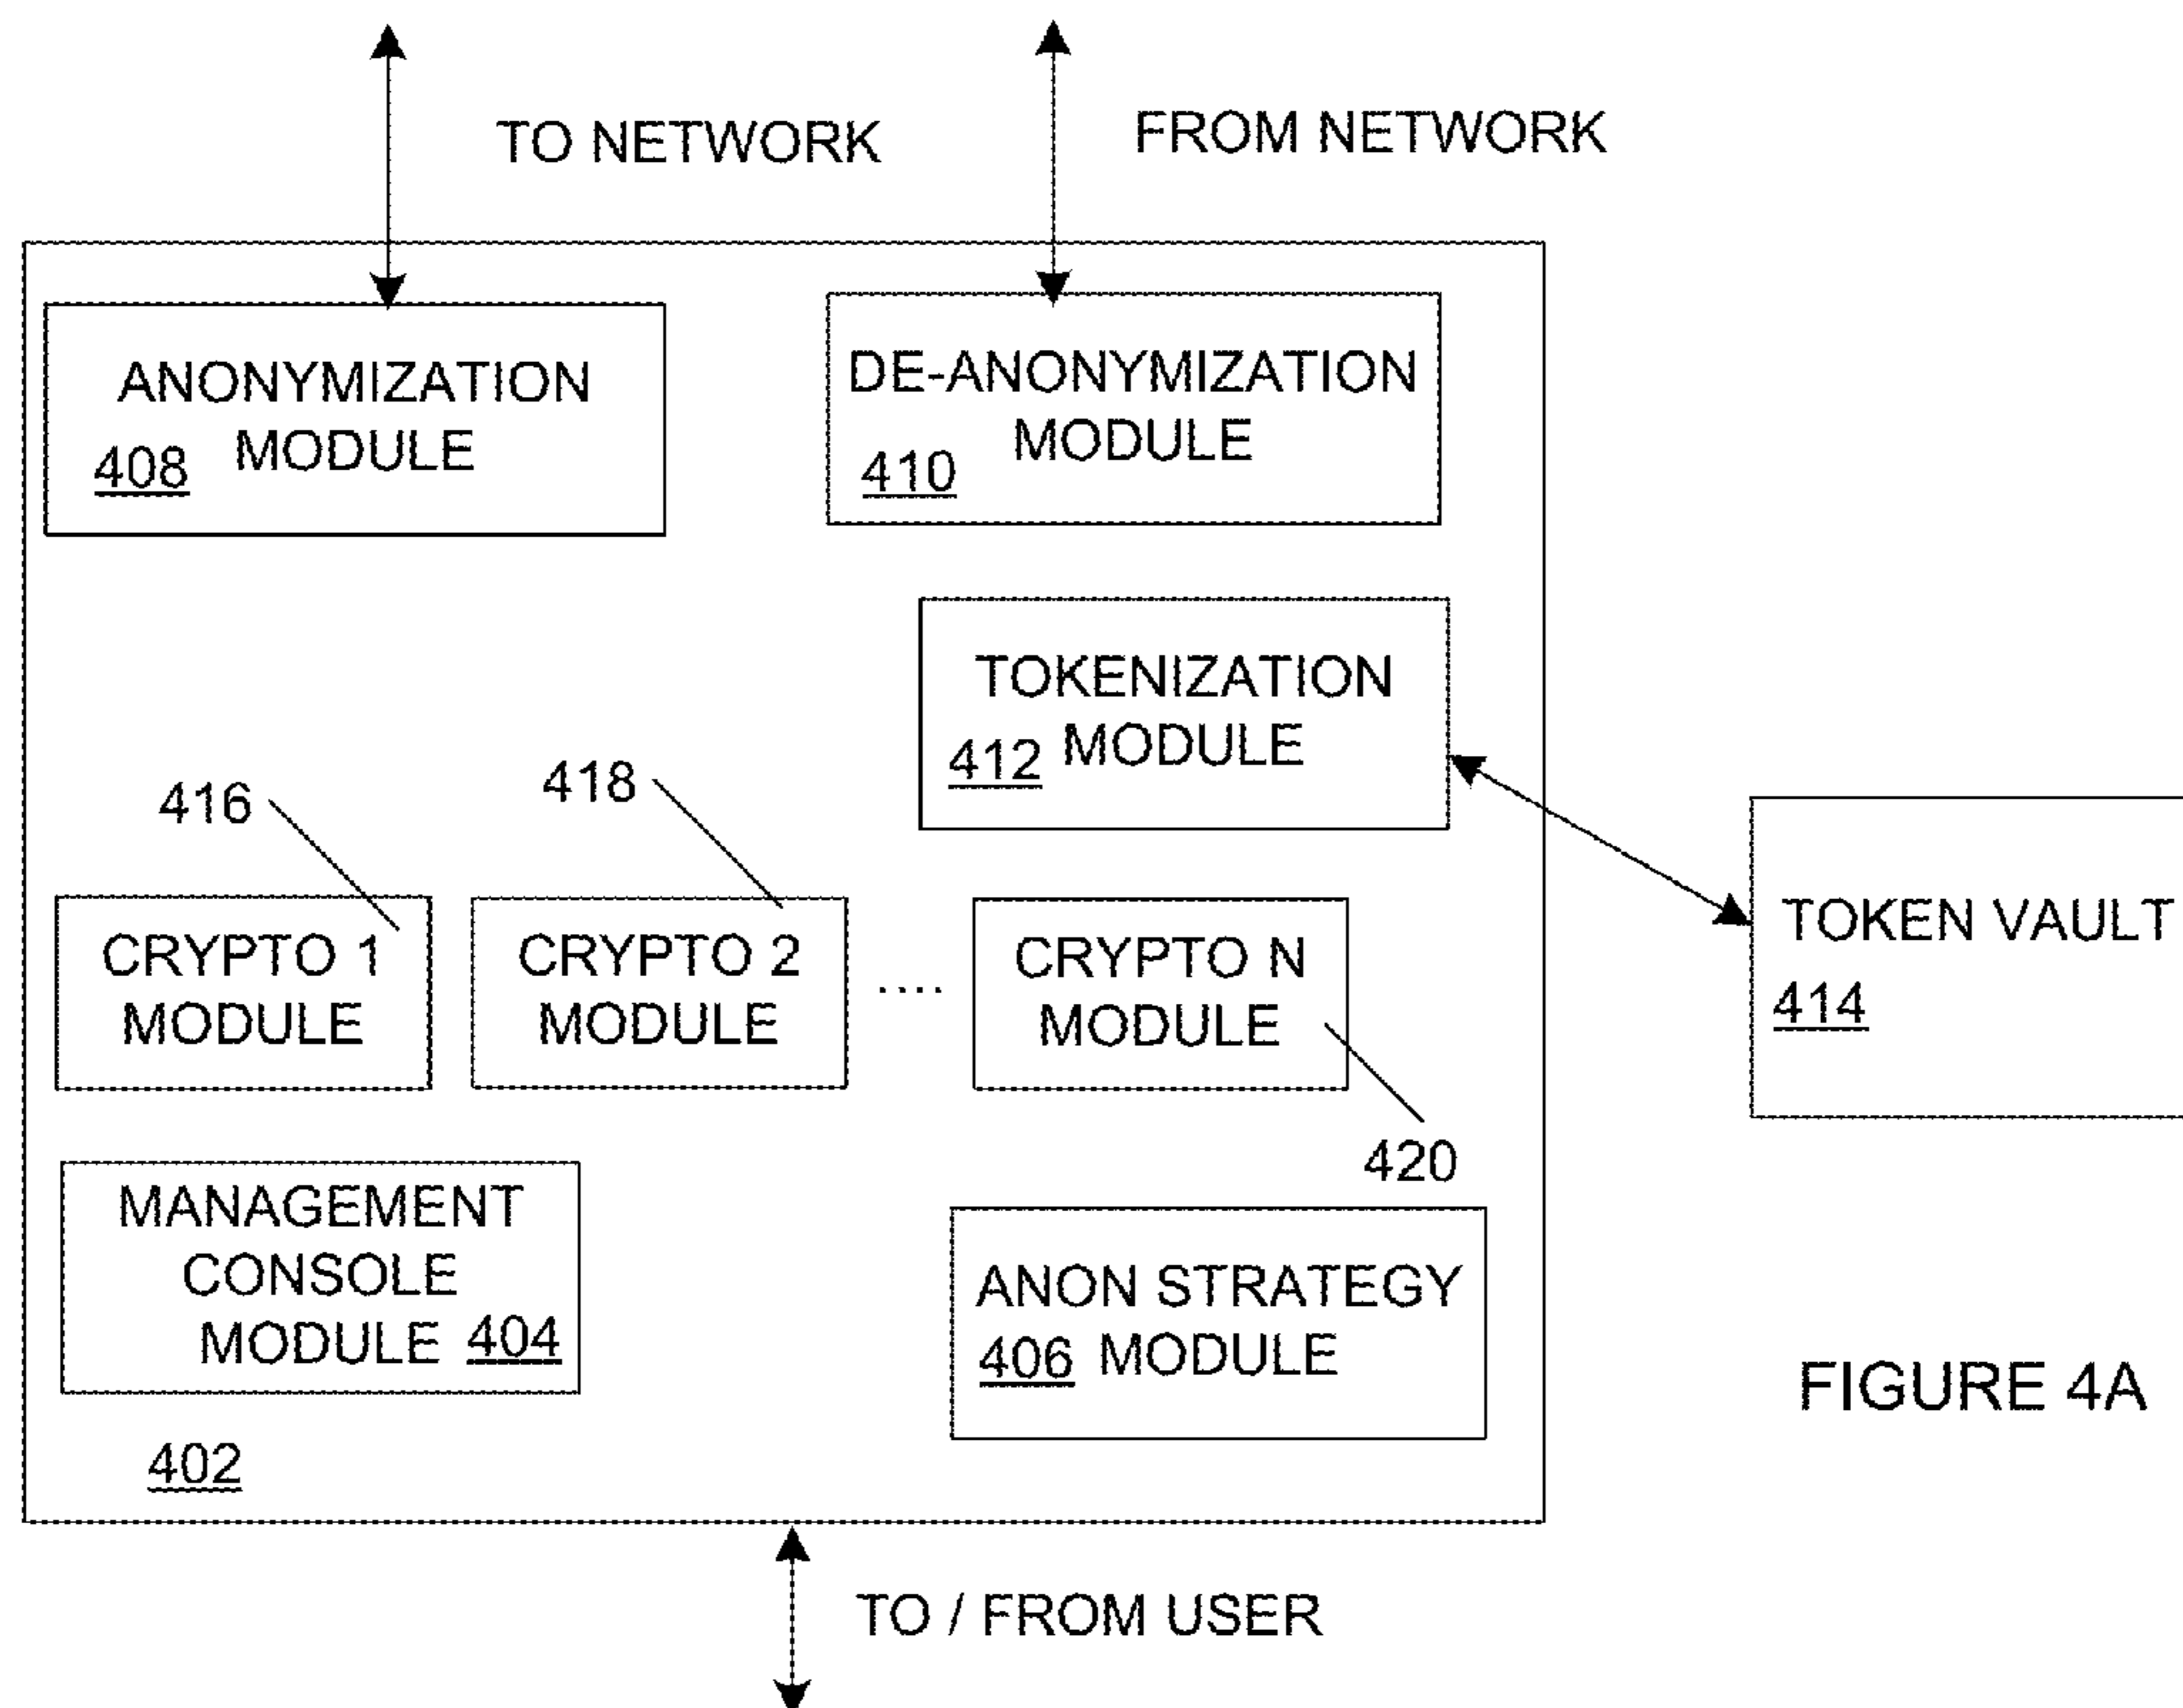 TO NETWORK
FROM NETWORK
ANONYMIZATION
MODULE
408
DE-ANONYMIZATION
MODULE
410
TOKENIZATION
MODULE
412
416
418
CRYPTO 1
MODULE
CRYPTO 2
MODULE
....
CRYPTO N
MODULE
420
TOKEN VAULT
414
MANAGEMENT
CONSOLE
MODULE 404
ANON STRATEGY
406 MODULE
402
FIGURE 4A
TO / FROM USER